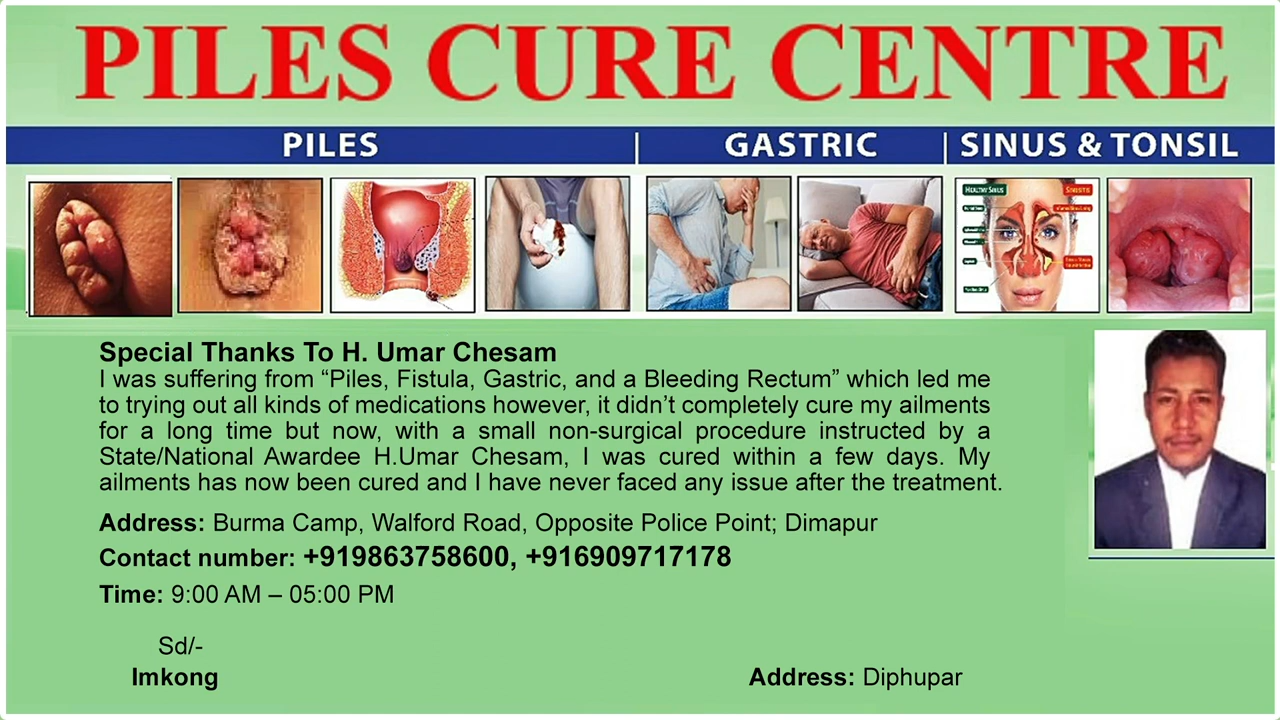 PILES CURE CENTRE
PILES | GASTRIC | SINUS & TONSIL
HEALTHY SINUS SINUSITIS
Special Thanks To H. Umar Chesam
I was suffering from “Piles, Fistula, Gastric, and a Bleeding Rectum” which led me
to trying out all kinds of medications however, it didn’t completely cure my ailments
for a long time but now, with a small non-surgical procedure instructed by a
State/National Awardee H.Umar Chesam, I was cured within a few days. My
ailments has now been cured and I have never faced any issue after the treatment.
Address: Burma Camp, Walford Road, Opposite Police Point; Dimapur
Contact number: +919863758600, +916909717178
Time: 9:00 AM – 05:00 PM
Sd/-
Imkong
Address: Diphupar